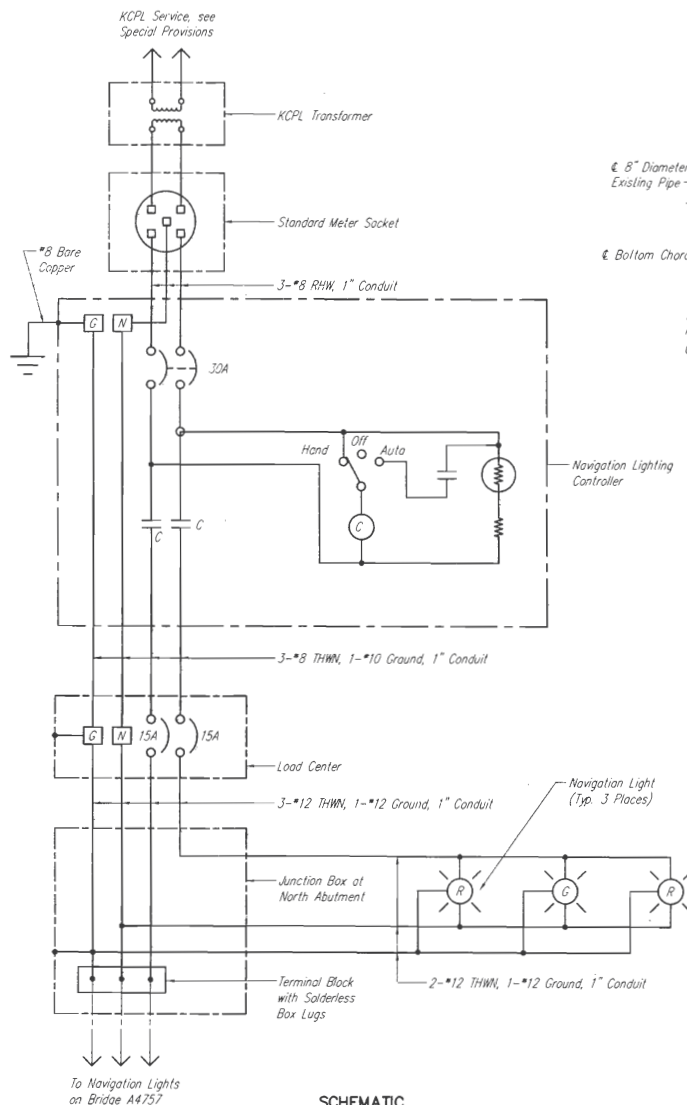 KCPL Service, see
Special Provisions
KCPL Transformer
℄ 8" Diameter
Existing Pipe
Standard Meter Socket
#8 Bare
Copper
℄ Bottom Chord
3-#8 RHW, 1" Conduit
G
N
30A
Hand
Off
Auto
Navigation Lighting
Controller
C
C
C
3-#8 THWN, 1-#10 Ground, 1" Conduit
G
N
15A
15A
Load Center
3-#12 THWN, 1-#12 Ground, 1" Conduit
Navigation Light
(Typ. 3 Places)
Junction Box at
North Abutment
R
G
R
Terminal Block
with Solderless
Box Lugs
2-#12 THWN, 1-#12 Ground, 1" Conduit
To Navigation Lights
on Bridge A4757
SCHEMATIC